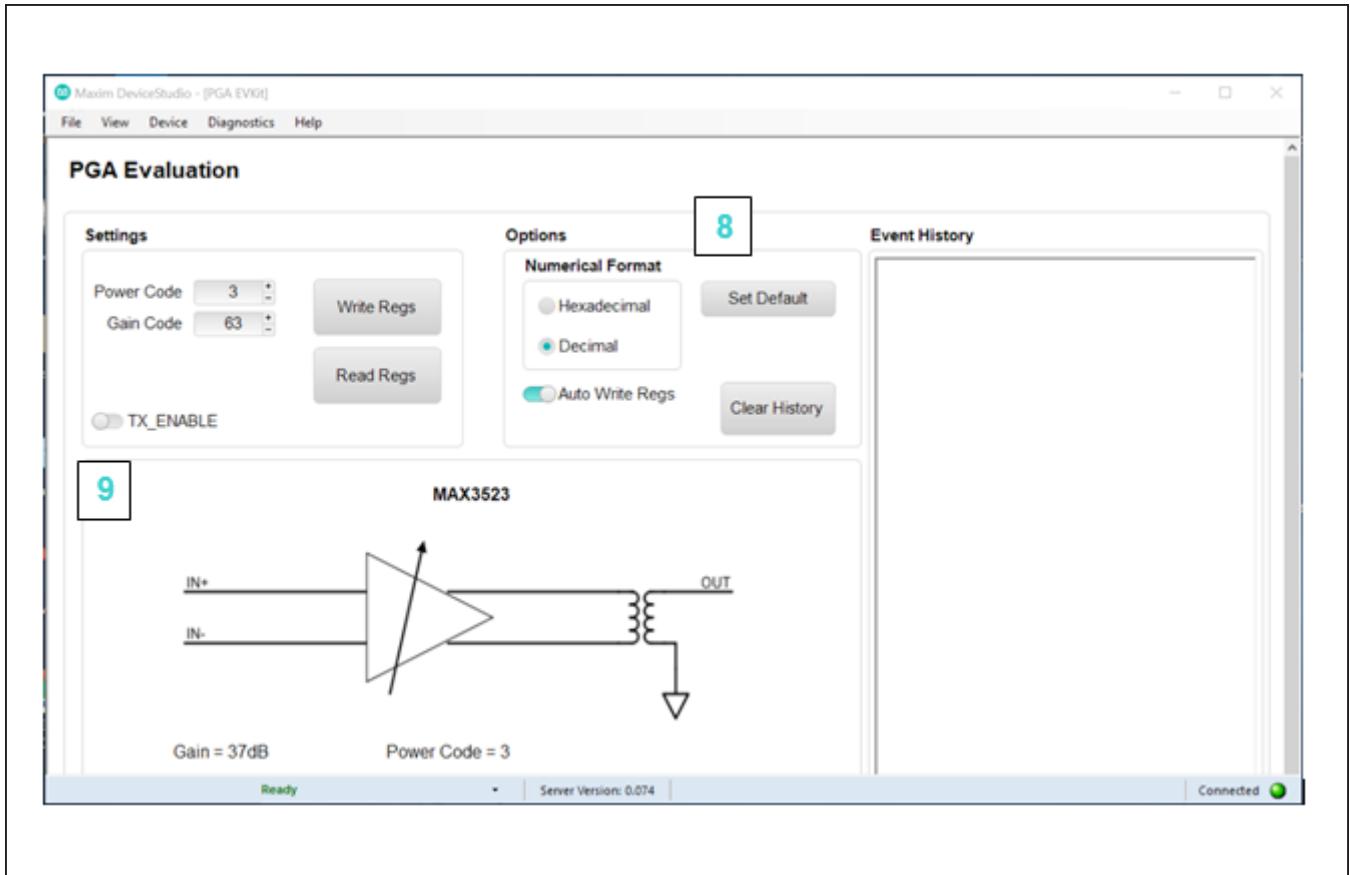 Maxim DeviceStudio - [PGA EVKit]
File View Device Diagnostics Help
PGA Evaluation
8
Settings
Options
Event History
Numerical Format
Power Code 3
Write Regs
Hexadecimal
Set Default
Gain Code 63
Decimal
Read Regs
Auto Write Regs
Clear History
TX_ENABLE
9
MAX3523
IN+
OUT
IN-
Gain = 37dB
Power Code = 3
Ready
Server Version: 0.074
Connected